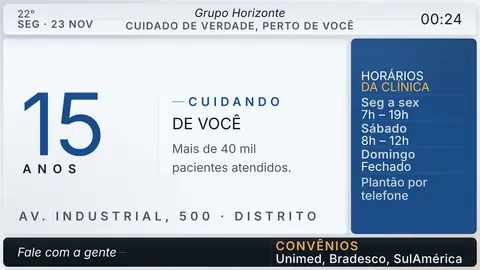 22°
SEG · 23 NOV
Grupo Horizonte
CUIDADO DE VERDADE, PERTO DE VOCÊ
00:24
15
ANOS
—CUIDANDO
DE VOCÊ
Mais de 40 mil
pacientes atendidos.
AV. INDUSTRIAL, 500 · DISTRITO
HORÁRIOS
DA CLÍNICA
Seg a sex
7h – 19h
Sábado
8h – 12h
Domingo
Fechado
Plantão por
telefone
Fale com a gente —
CONVÊNIOS
Unimed, Bradesco, SulAmérica